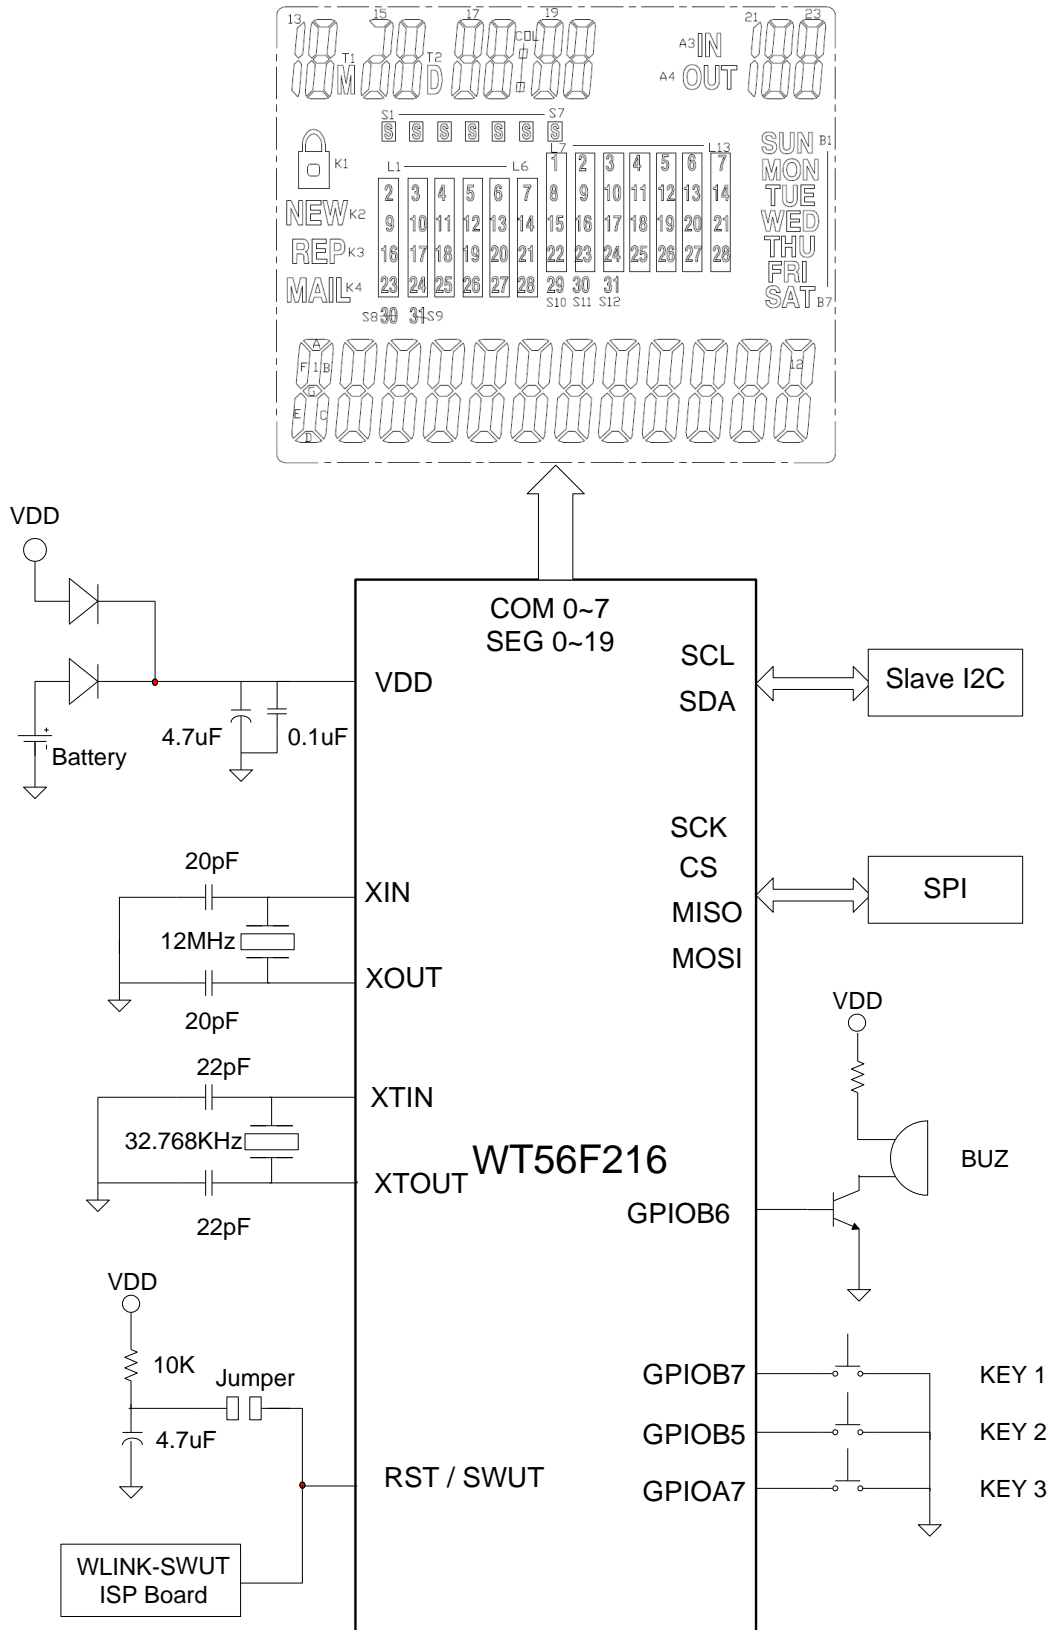 13 15 17 19 21 23
COL
A3 IN
T1 T2
M D
A4 OUT
S1 S7
S S S S S S S
SUN B1
L7 L13
K1
L1 L6
1 2 3 4 5 6 7
MON
2 3 4 5 6 7 8 9 10 11 12 13 14
TUE
NEW K2
9 10 11 12 13 14 15 16 17 18 19 20 21
WED
REP K3
16 17 18 19 20 21 22 23 24 25 26 27 28
THU
FRI
MAIL K4
23 24 25 26 27 28 29 30 31
SAT B7
S10 S11 S12
S8 30 31 S9
A
F 1 B
12
G
E C
D
VDD
COM 0~7
SEG 0~19
SCL
VDD
SDA
Slave I2C
4.7uF
0.1uF
Battery
+
-
20pF
SCK
XIN
CS
SPI
12MHz
MISO
XOUT
MOSI
20pF
VDD
22pF
XTIN
32.768KHz
WT56F216
BUZ
XTOUT
GPIOB6
22pF
VDD
10K
Jumper
GPIOB7
KEY 1
4.7uF
GPIOB5
KEY 2
RST / SWUT
GPIOA7
KEY 3
WLINK-SWUT
ISP Board